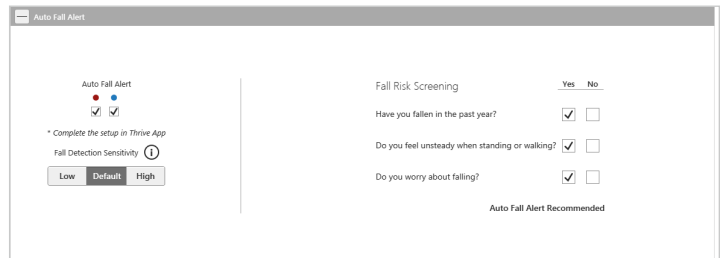 Auto Fall Alert
Auto Fall Alert
* Complete the setup in Thrive App
Fall Detection Sensitivity i
Low Default High
Fall Risk Screening Yes No
Have you fallen in the past year?
Do you feel unsteady when standing or walking?
Do you worry about falling?
Auto Fall Alert Recommended